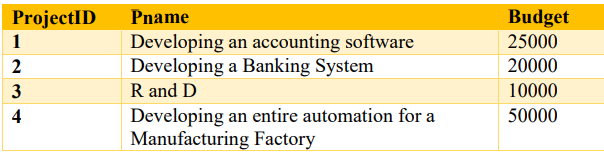 ProjectID Pname Budget
1 Developing an accounting software 25000
2 Developing a Banking System 20000
3 R and D 10000
4 Developing an entire automation for a 50000
Manufacturing Factory